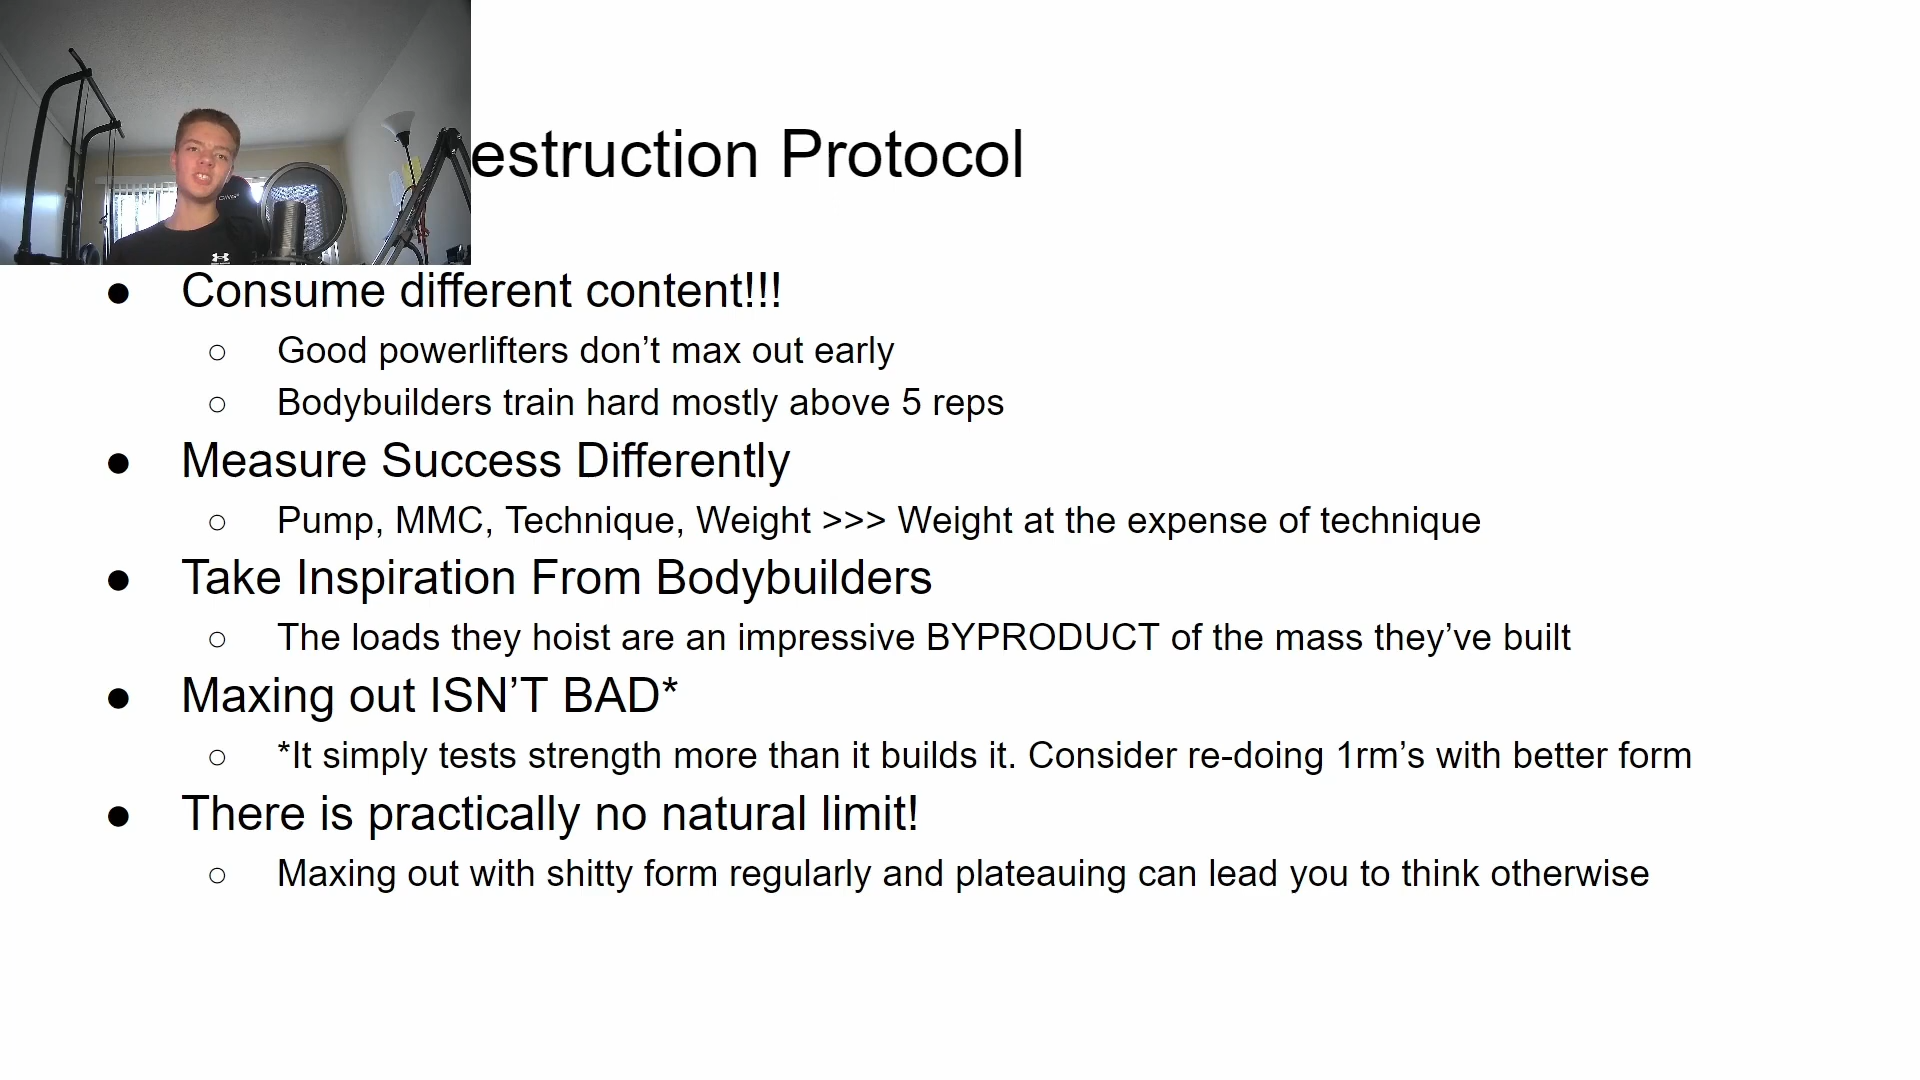 estruction Protocol
● Consume different content!!!
○ Good powerlifters don’t max out early
○ Bodybuilders train hard mostly above 5 reps
● Measure Success Differently
○ Pump, MMC, Technique, Weight >>> Weight at the expense of technique
● Take Inspiration From Bodybuilders
○ The loads they hoist are an impressive BYPRODUCT of the mass they’ve built
● Maxing out ISN’T BAD*
○ *It simply tests strength more than it builds it. Consider re-doing 1rm’s with better form
● There is practically no natural limit!
○ Maxing out with shitty form regularly and plateauing can lead you to think otherwise